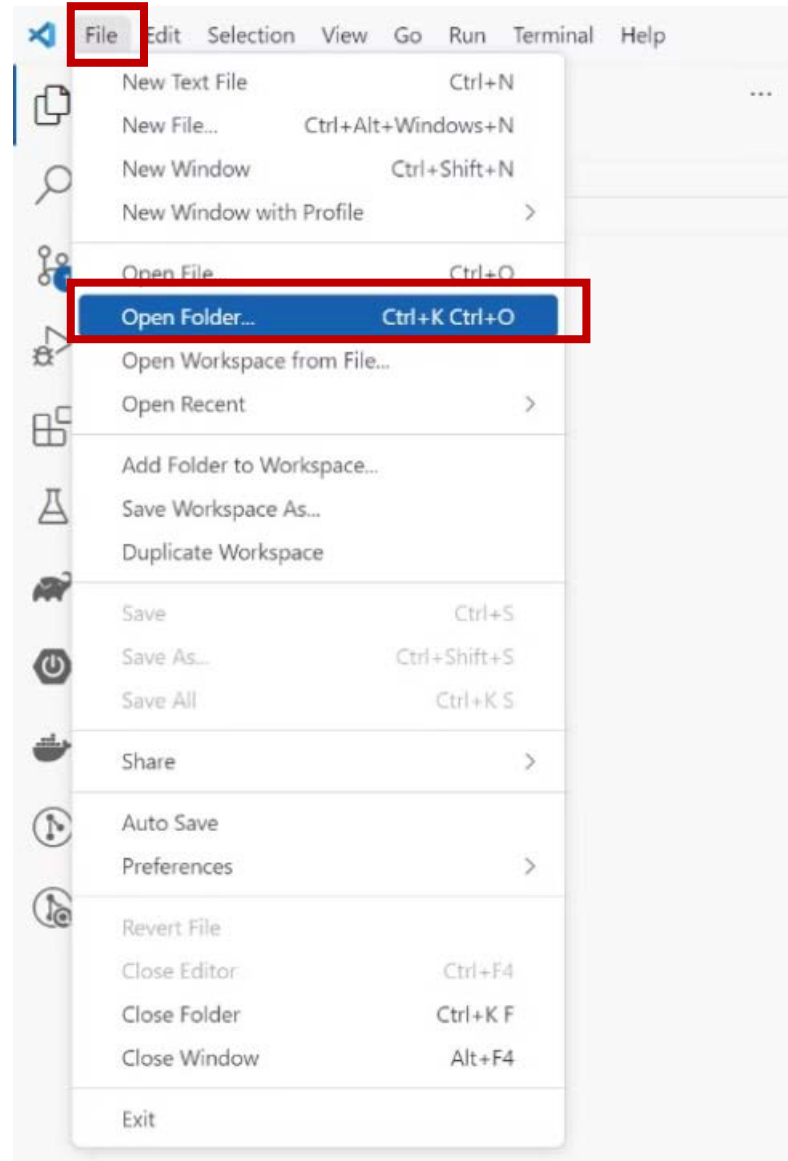 File Edit Selection View Go Run Terminal Help
New Text File Ctrl+N
New File... Ctrl+Alt+Windows+N
New Window Ctrl+Shift+N
New Window with Profile
Open File... Ctrl+O
Open Folder... Ctrl+K Ctrl+O
Open Workspace from File...
Open Recent
Add Folder to Workspace...
Save Workspace As...
Duplicate Workspace
Save Ctrl+S
Save As... Ctrl+Shift+S
Save All Ctrl+K S
Share
Auto Save
Preferences
Revert File
Close Editor Ctrl+F4
Close Folder Ctrl+K F
Close Window Alt+F4
Exit